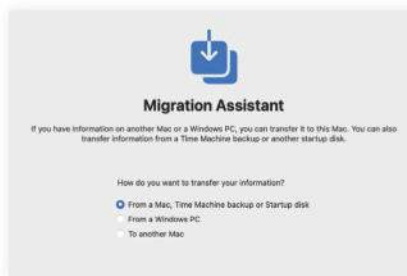 Migration Assistant
If you have information on another Mac or a Windows PC, you can transfer it to this Mac. You can also
transfer information from a Time Machine backup or another startup disk.
How do you want to transfer your information?
From a Mac, Time Machine backup or Startup disk
From a Windows PC
To another Mac